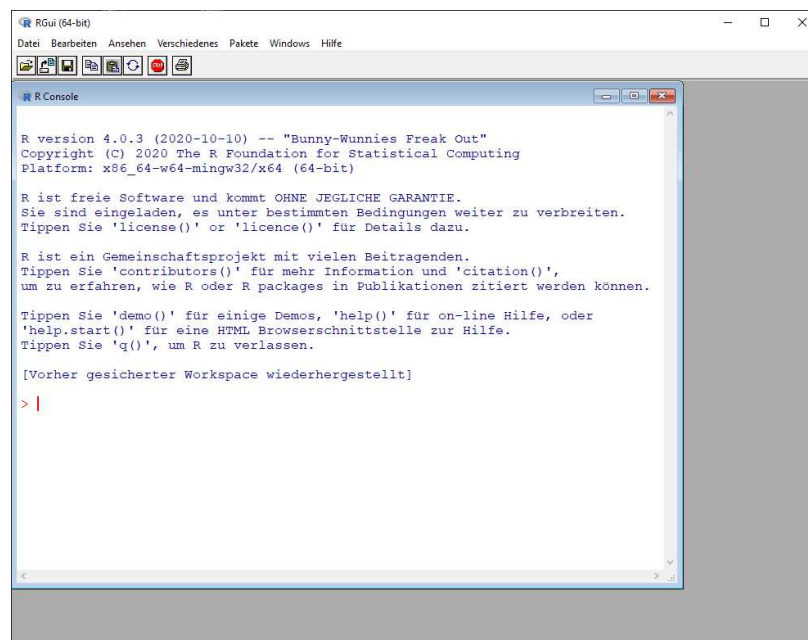 RGui (64-bit)
Datei Bearbeiten Ansehen Verschiedenes Pakete Windows Hilfe
STOP
R Console
R version 4.0.3 (2020-10-10) -- "Bunny-Wunnies Freak Out"
Copyright (C) 2020 The R Foundation for Statistical Computing
Platform: x86_64-w64-mingw32/x64 (64-bit)
R ist freie Software und kommt OHNE JEGLICHE GARANTIE.
Sie sind eingeladen, es unter bestimmten Bedingungen weiter zu verbreiten.
Tippen Sie 'license()' or 'licence()' für Details dazu.
R ist ein Gemeinschaftsprojekt mit vielen Beitragenden.
Tippen Sie 'contributors()' für mehr Information und 'citation()',
um zu erfahren, wie R oder R packages in Publikationen zitiert werden können.
Tippen Sie 'demo()' für einige Demos, 'help()' für on-line Hilfe, oder
'help.start()' für eine HTML Browserschnittstelle zur Hilfe.
Tippen Sie 'q()', um R zu verlassen.
[Vorher gesicherter Workspace wiederhergestellt]
>